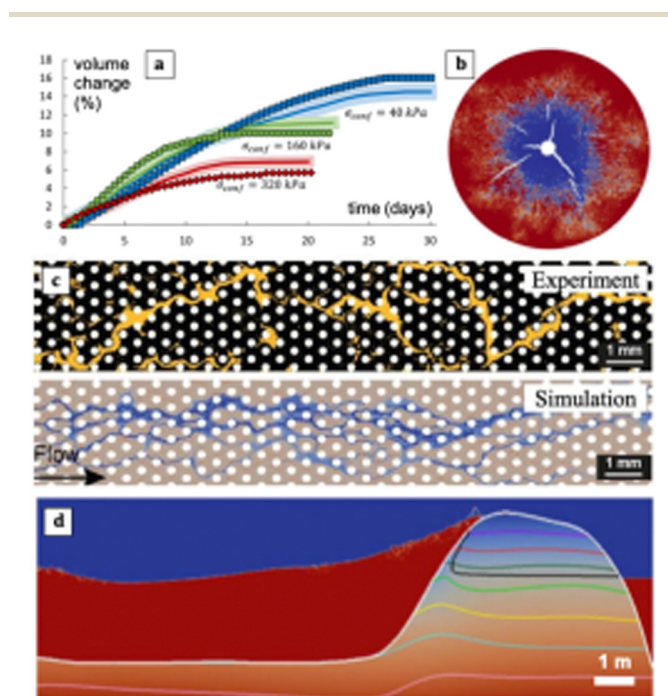 volume
change
(%)
a
18
16
14
12
10
8
6
4
2
0
σconf = 40 kPa
σconf = 160 kPa
σconf = 320 kPa
time (days)
0 5 10 15 20 25 30
b
c
Experiment
1 mm
Simulation
Flow
1 mm
d
1 m